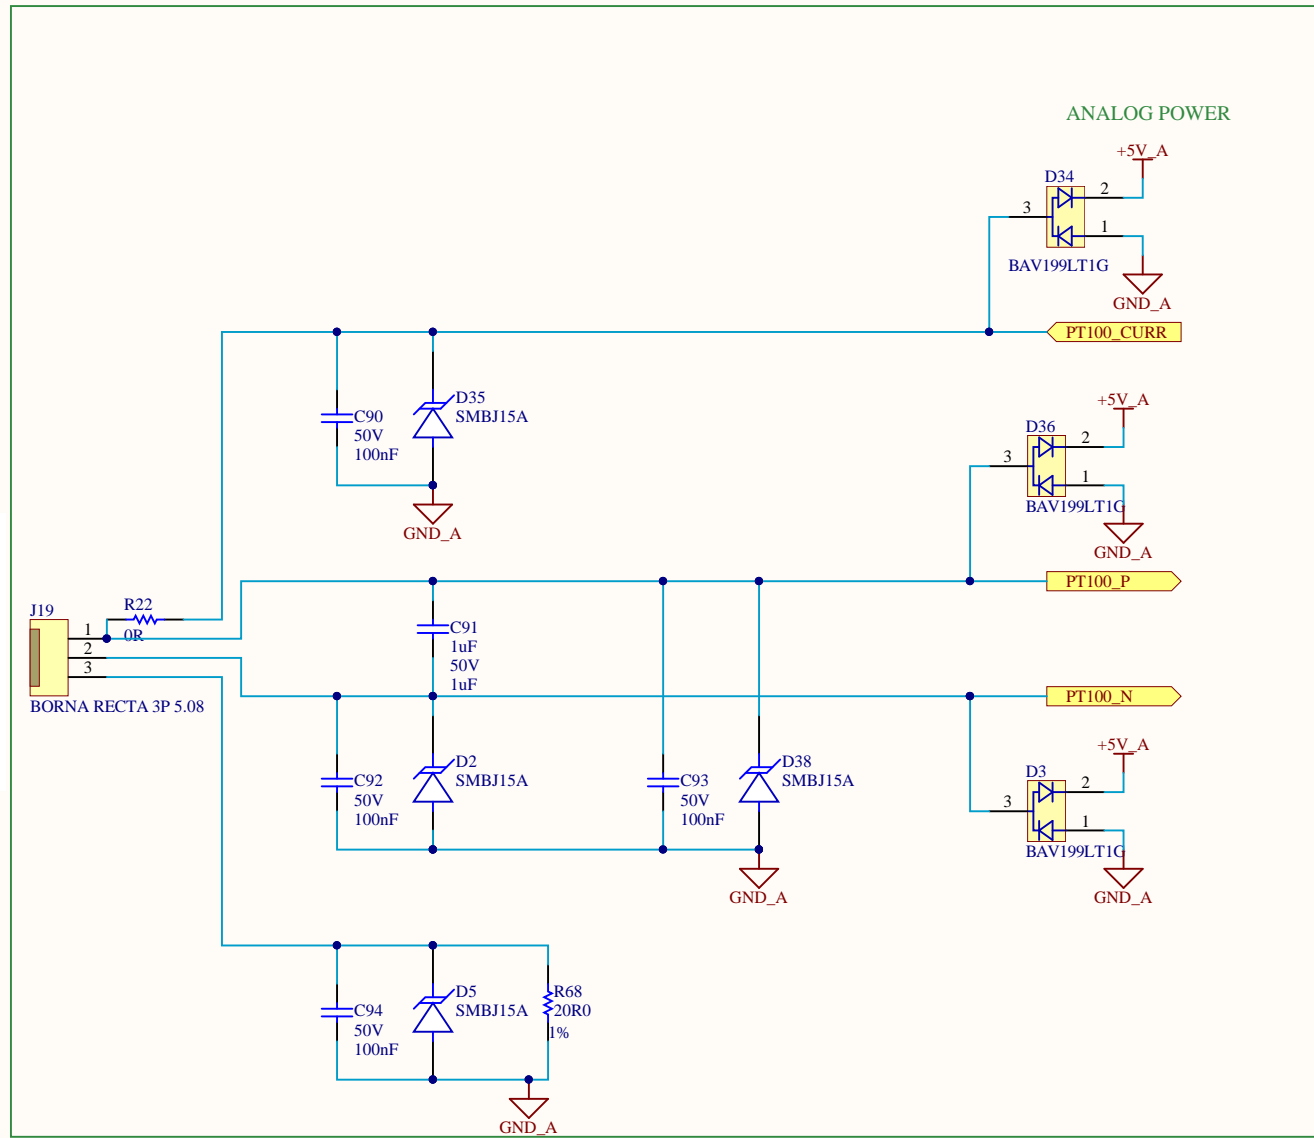 ANALOG POWER
+5V_A
D34
2
3
1
BAV199LT1G
GND_A
PT100_CURR
D35
SMBJ15A
C90
50V
100nF
GND_A
+5V_A
D36
2
3
1
BAV199LT1G
GND_A
PT100_P
J19
R22
0R
1
2
3
BORNA RECTA 3P 5.08
C91
1uF
50V
1uF
PT100_N
C92
50V
100nF
D2
SMBJ15A
C93
50V
100nF
D38
SMBJ15A
GND_A
+5V_A
D3
2
3
1
BAV199LT1G
GND_A
C94
50V
100nF
D5
SMBJ15A
R68
20R0
1%
GND_A